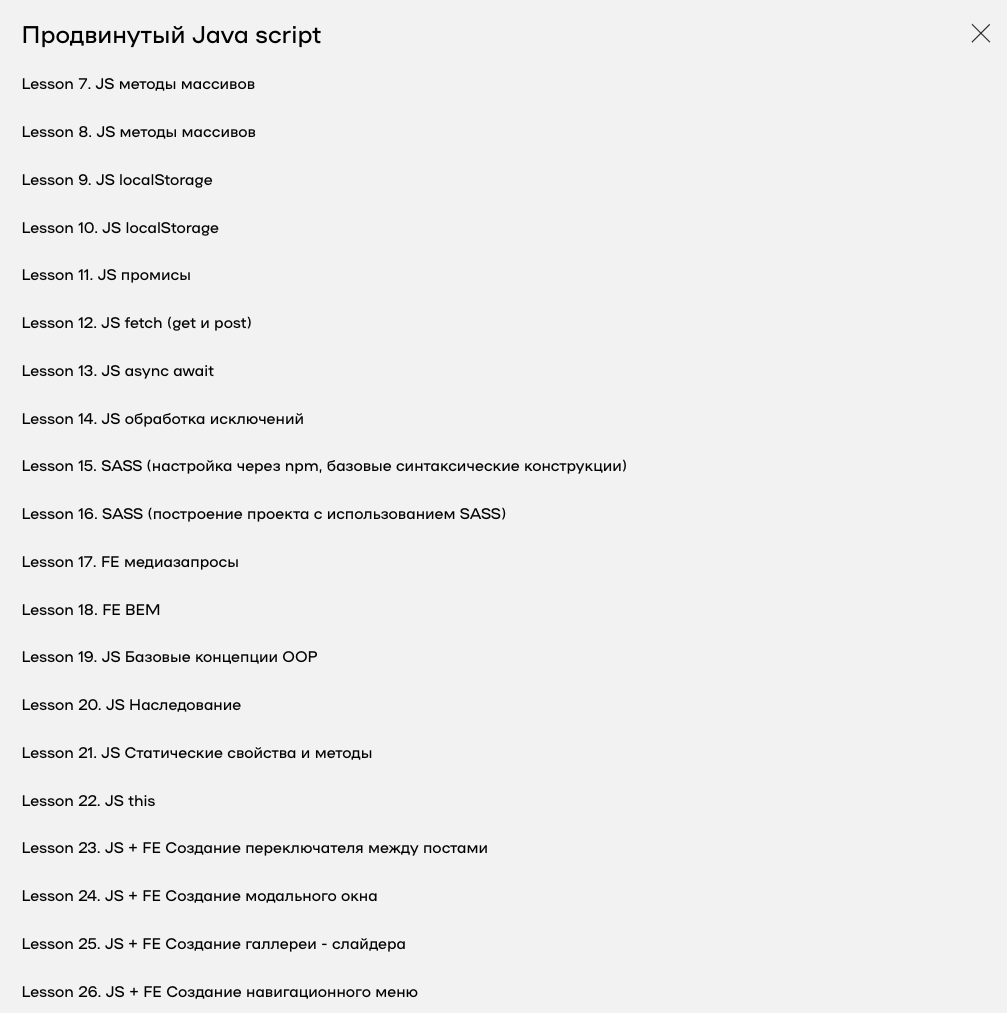 Продвинутый Java script
Lesson 7. JS методы массивов
Lesson 8. JS методы массивов
Lesson 9. JS localStorage
Lesson 10. JS localStorage
Lesson 11. JS промисы
Lesson 12. JS fetch (get и post)
Lesson 13. JS async await
Lesson 14. JS обработка исключений
Lesson 15. SASS (настройка через npm, базовые синтаксические конструкции)
Lesson 16. SASS (построение проекта с использованием SASS)
Lesson 17. FE медиазапросы
Lesson 18. FE BEM
Lesson 19. JS Базовые концепции ООР
Lesson 20. JS Наследование
Lesson 21. JS Статические свойства и методы
Lesson 22. JS this
Lesson 23. JS + FE Создание переключателя между постами
Lesson 24. JS + FE Создание модального окна
Lesson 25. JS + FE Создание галлереи - слайдера
Lesson 26. JS + FE Создание навигационного меню